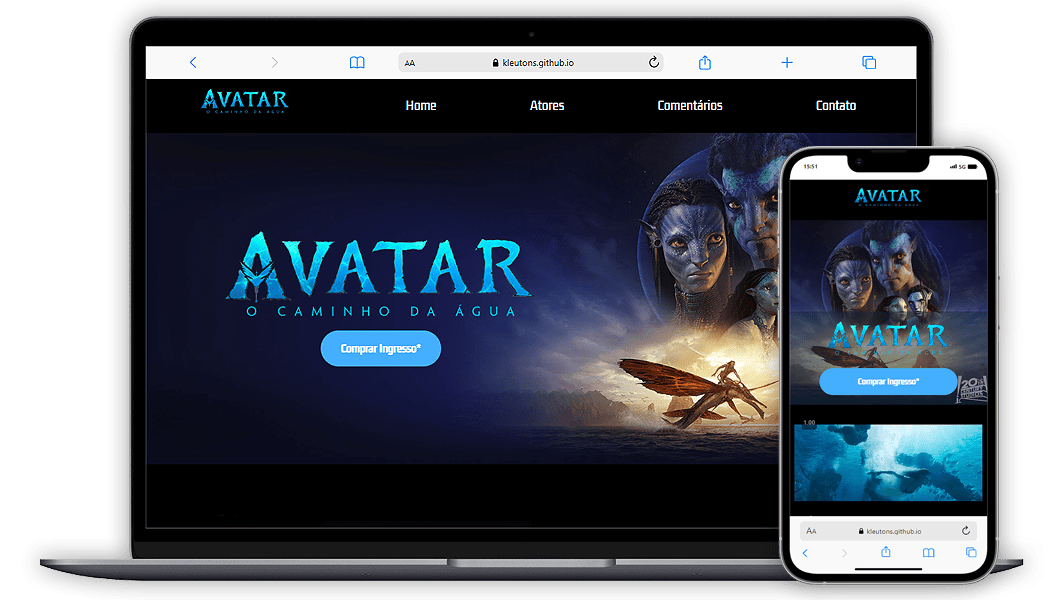 AA kleutons.github.io
AVATAR
O CAMINHO DA ÁGUA
Home Atores Comentários Contato
AVATAR
O CAMINHO DA ÁGUA
Comprar Ingresso*
15:51 5G
AVATAR
O CAMINHO DA ÁGUA
AVATAR
Comprar Ingresso*
20th
CENTURY
STUDIOS
1.00
AA kleutons.github.io